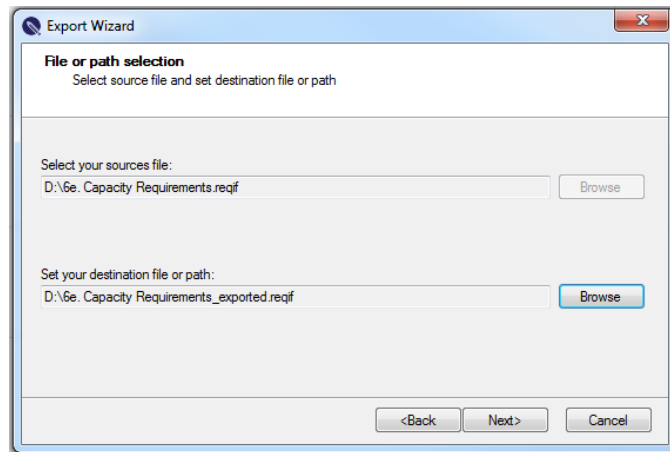 Export Wizard
File or path selection
Select source file and set destination file or path
Select your sources file:
D:\6e. Capacity Requirements.reqif
Browse
Set your destination file or path:
D:\6e. Capacity Requirements_exported.reqif
Browse
<Back
Next>
Cancel